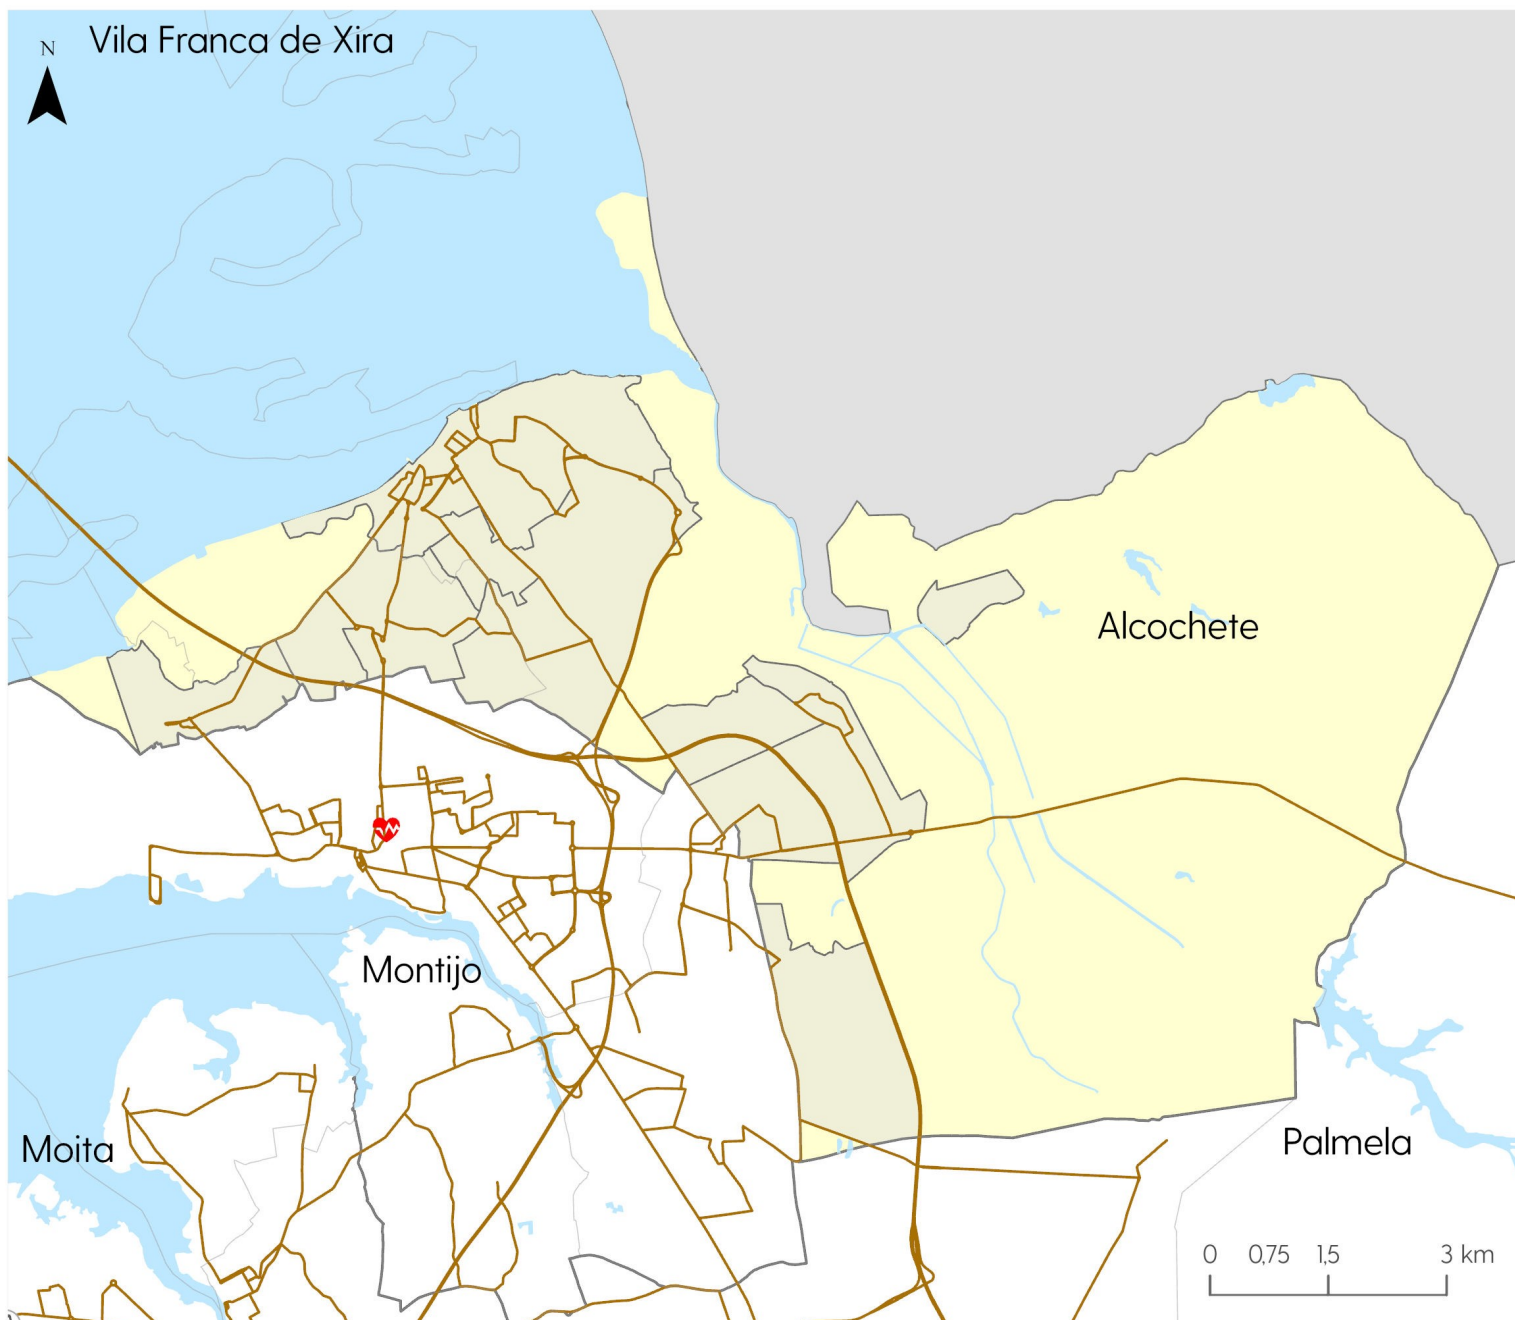 N
Vila Franca de Xira
Alcochete
Montijo
Moita
Palmela
0 0,75 1,5 3 km